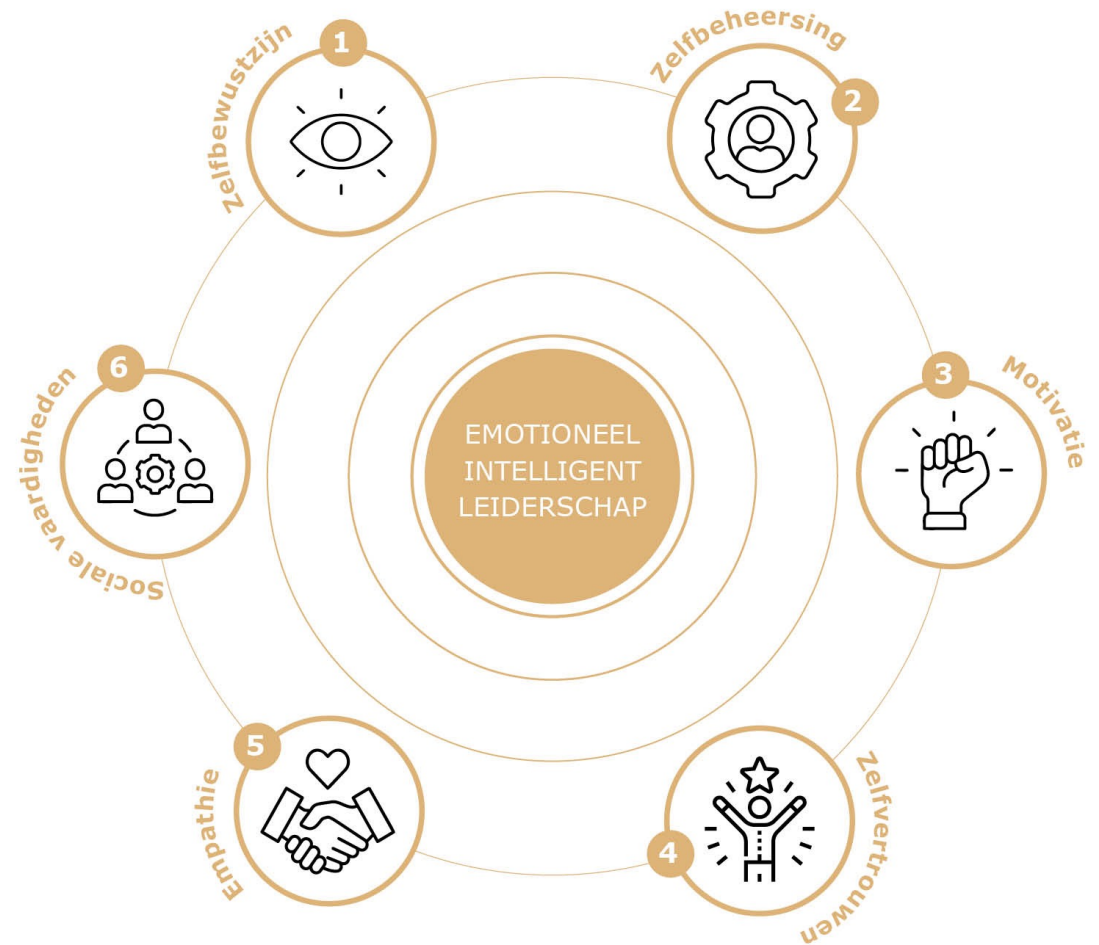 1
Zelfbewustzijn
2
Zelfbeheersing
3
Motivatie
4
Zelfvertrouwen
5
Empathie
6
Sociale vaardigheden
EMOTIONEEL
INTELLIGENT
LEIDERSCHAP